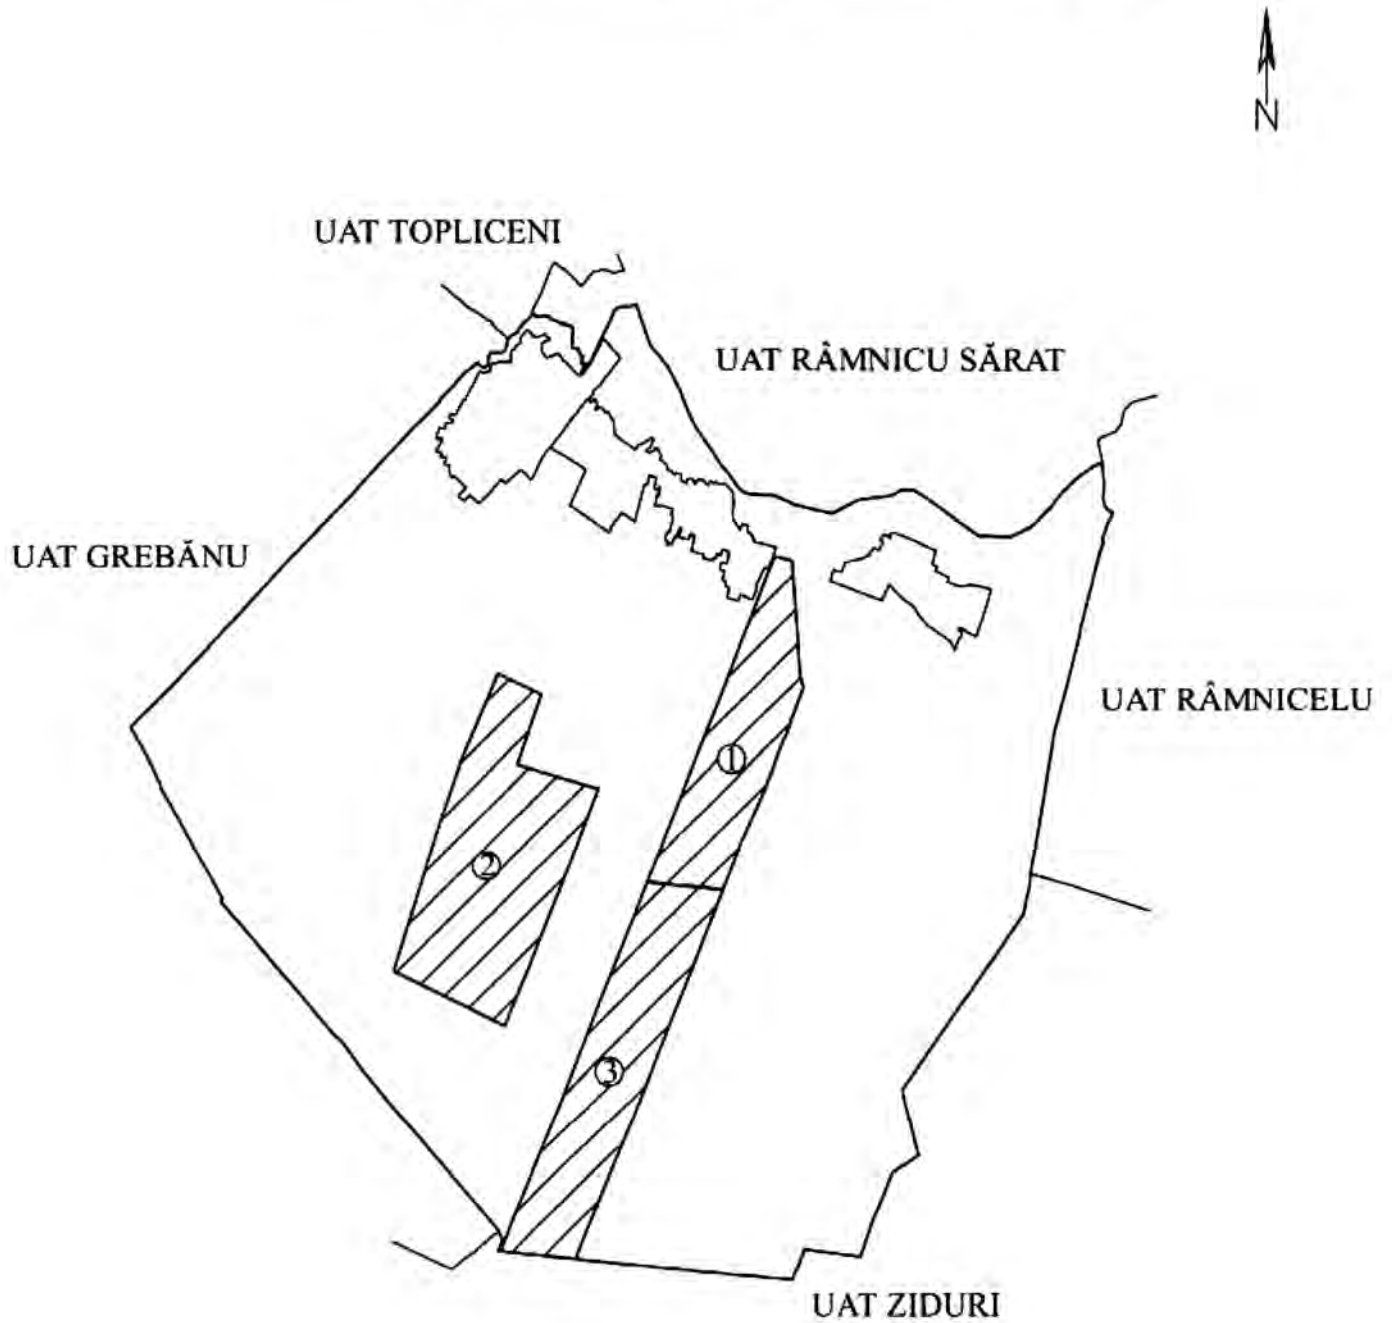 N
UAT TOPLICENI
UAT RÂMNICU SĂRAT
UAT GREBĂNU
UAT RÂMNICELU
1
2
3
UAT ZIDURI